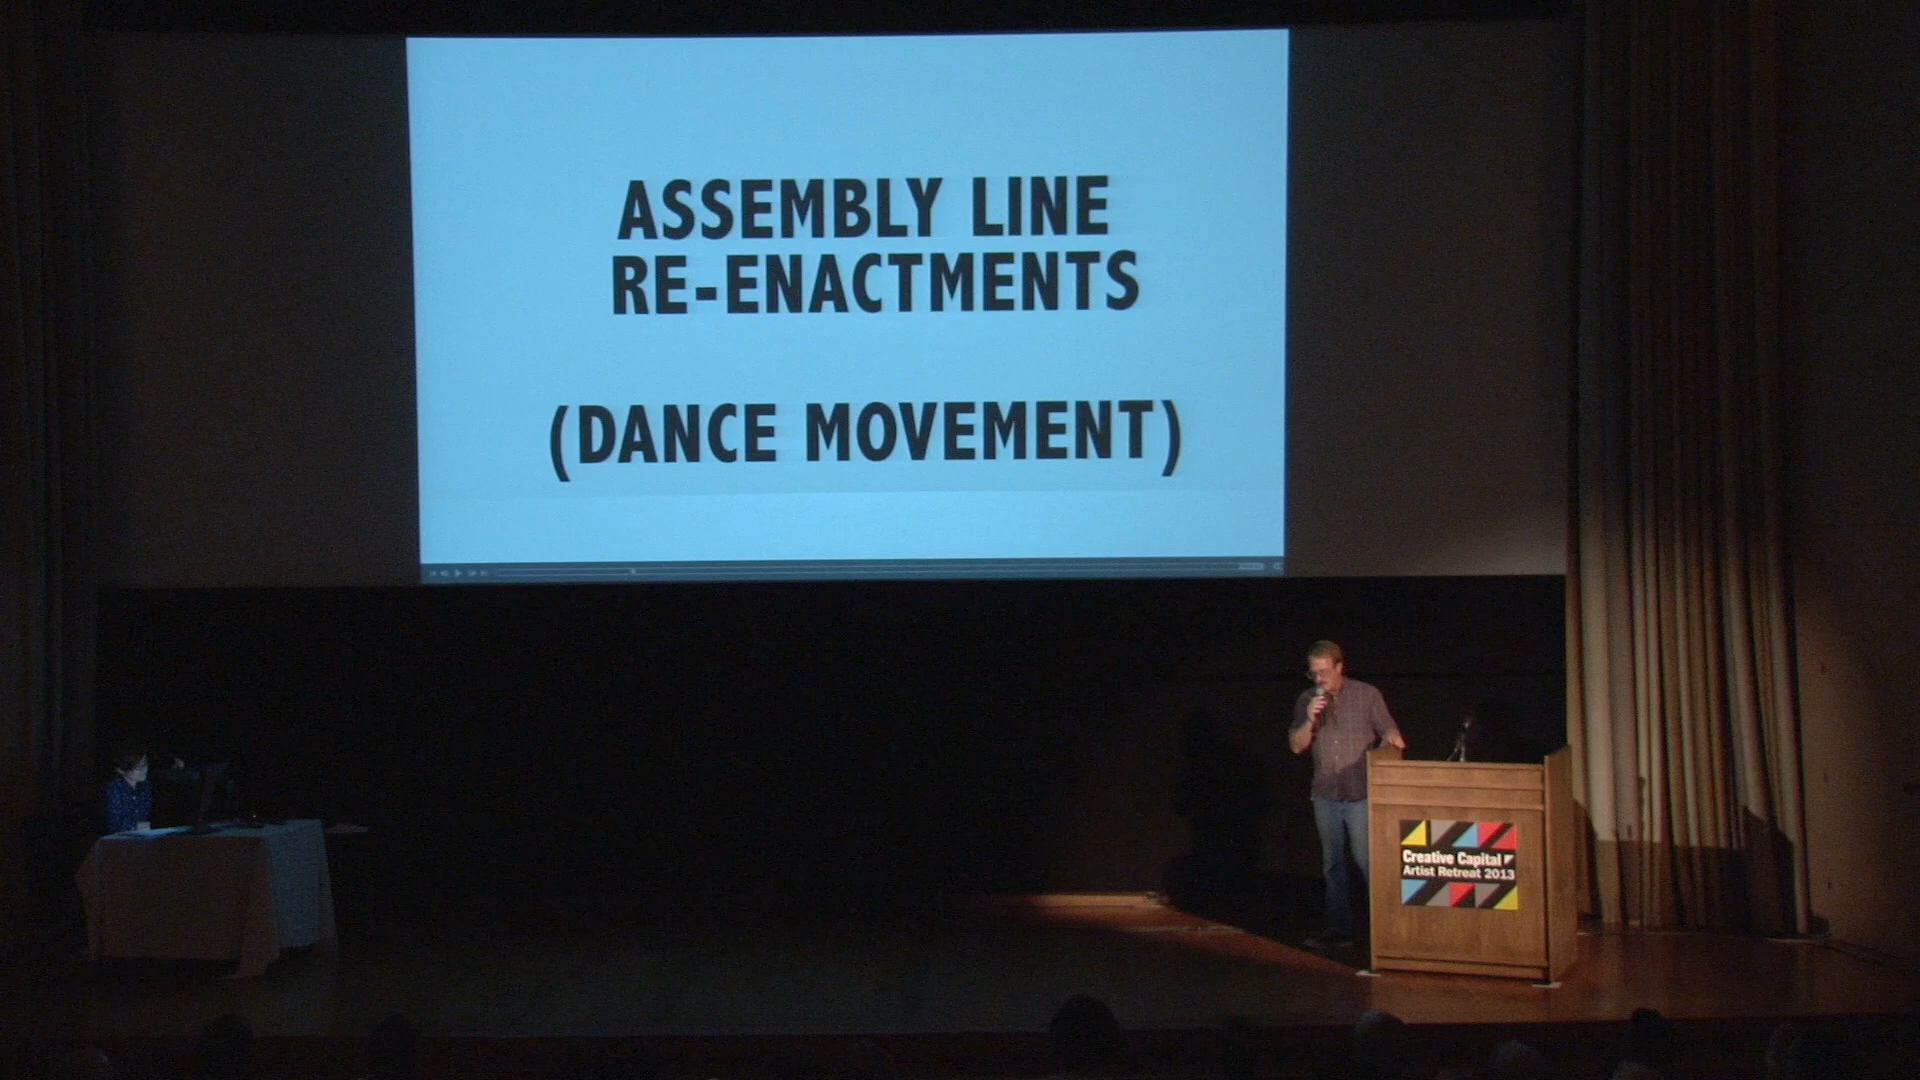 ASSEMBLY LINE
RE-ENACTMENTS
(DANCE MOVEMENT)
Creative Capital
Artist Retreat 2013